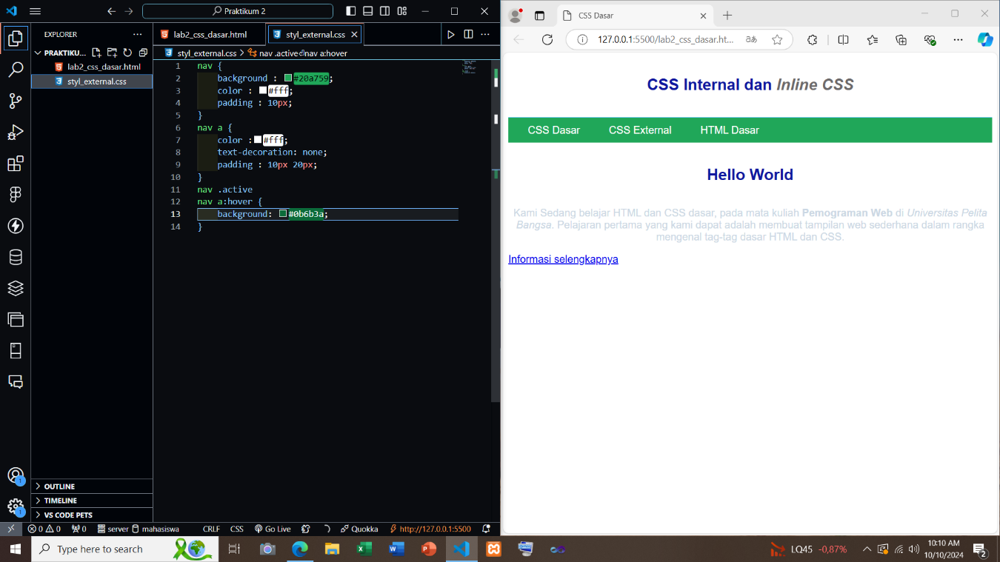 Praktikum 2
EXPLORER
PRAKTIKU...
lab2_css_dasar.html
styl_external.css
OUTLINE
TIMELINE
VS CODE PETS
lab2_css_dasar.html
styl_external.css
styl_external.css > nav .active⏎nav a:hover
1 nav {
2 background : #20a759;
3 color : #fff;
4 padding : 10px;
5 }
6 nav a {
7 color : #fff;
8 text-decoration: none;
9 padding : 10px 20px;
10 }
11 nav .active
12 nav a:hover {
13 background: #0b6b3a;
14 }
0 0 0 server mahasiswa CRLF CSS Go Live Quokka http://127.0.0.1:5500
1
1
CSS Dasar
127.0.0.1:5500/lab2_css_dasar.ht...
CSS Internal dan Inline CSS
CSS Dasar CSS External HTML Dasar
Hello World
Kami Sedang belajar HTML dan CSS dasar, pada mata kuliah Pemograman Web di Universitas Pelita
Bangsa. Pelajaran pertama yang kami dapat adalah membuat tampilan web sederhana dalam rangka
mengenal tag-tag dasar HTML dan CSS.
Informasi selengkapnya
Type here to search
LQ45 -0,87%
10:10 AM
10/10/2024
2